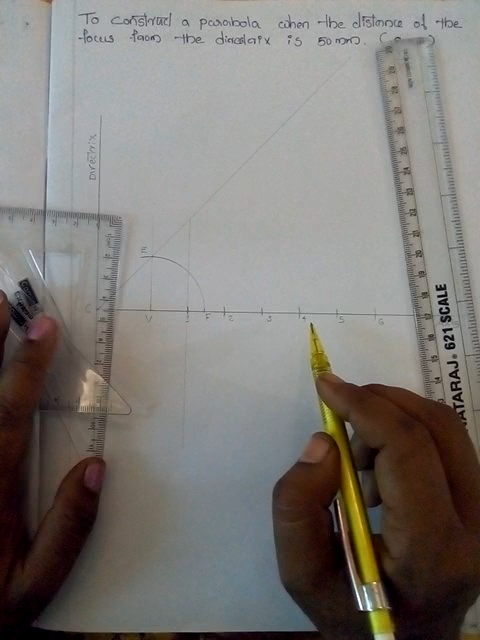 To construct a parabola when the distance of the
focus from the directrix is 50mm.
Directrix
E
C V 1 F 2 3 4 5 6
NATARAJ 621 SCALE